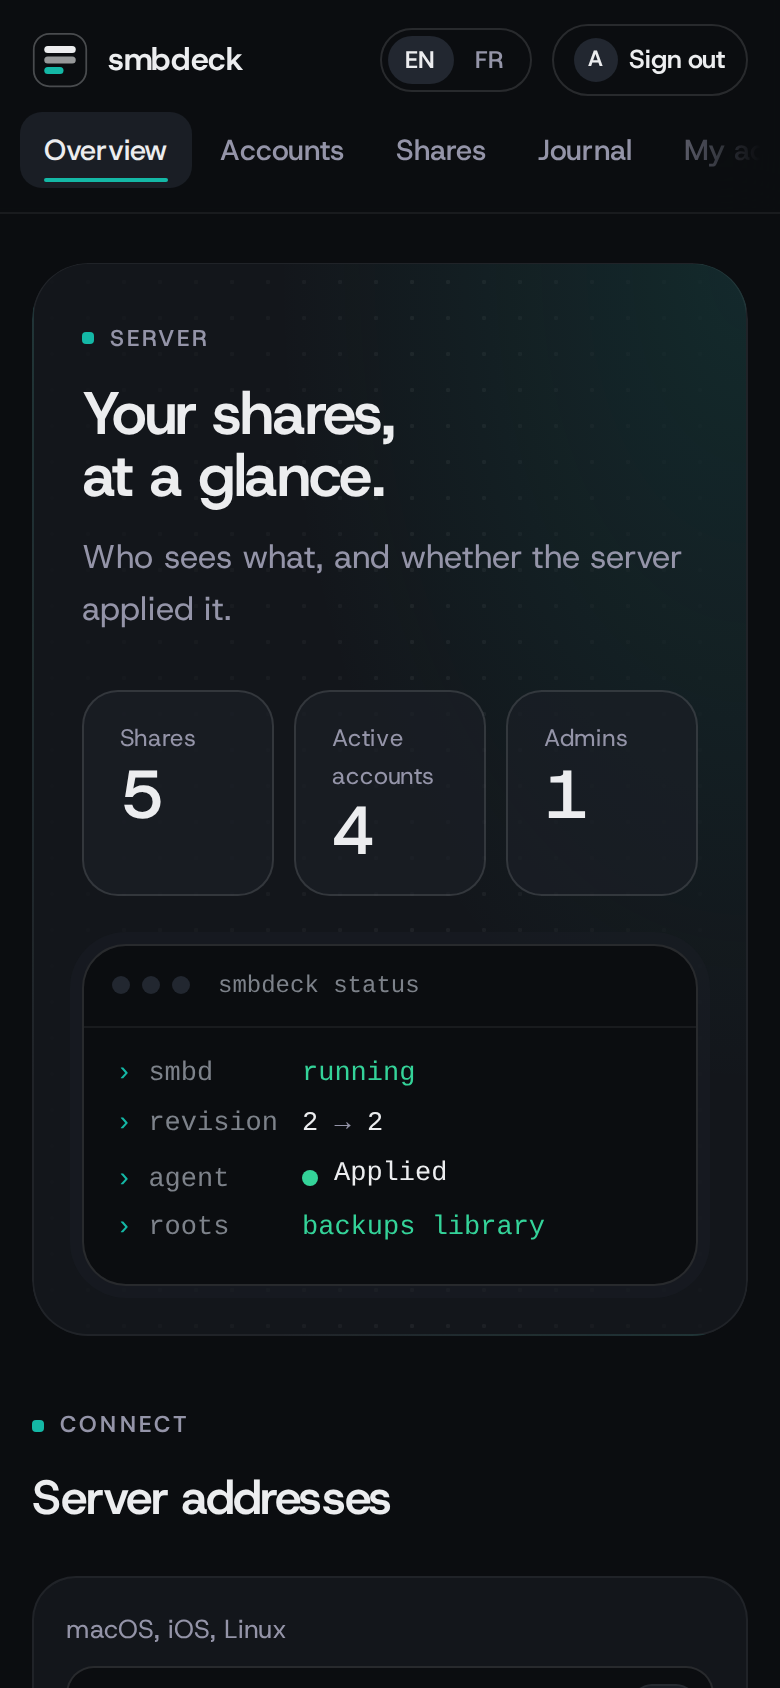 smbdeck
EN FR
A Sign out
Overview Accounts Shares Journal My
SERVER
Your shares,
at a glance.
Who sees what, and whether the server
applied it.
Shares
5
Active
accounts
4
Admins
1
smbdeck status
› smbd running
› revision 2 → 2
› agent Applied
› roots backups library
CONNECT
Server addresses
macOS, iOS, Linux